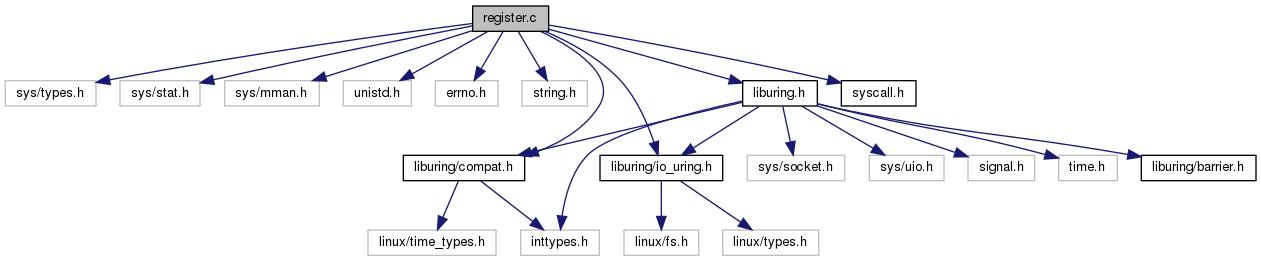 register.c
sys/types.h
sys/stat.h
sys/mman.h
unistd.h
errno.h
string.h
liburing.h
syscall.h
liburing/compat.h
liburing/io_uring.h
sys/socket.h
sys/uio.h
signal.h
time.h
liburing/barrier.h
linux/time_types.h
inttypes.h
linux/fs.h
linux/types.h